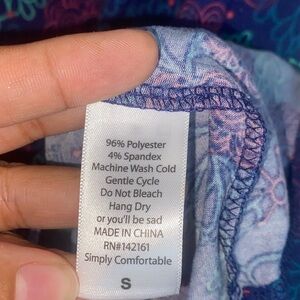 96% Polyester
4% Spandex
Machine Wash Cold
Gentle Cycle
Do Not Bleach
Hang Dry
or you'll be sad
MADE IN CHINA
RN#142161
Simply Comfortable
S